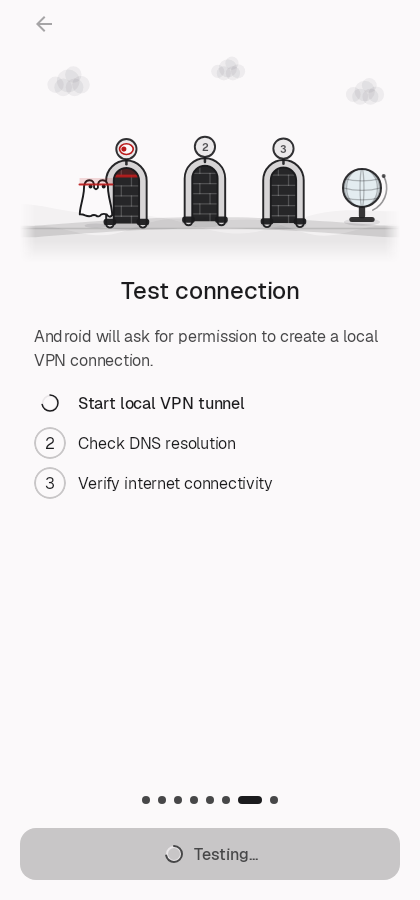 2
3
Test connection
Android will ask for permission to create a local
VPN connection.
Start local VPN tunnel
2 Check DNS resolution
3 Verify internet connectivity
Testing...